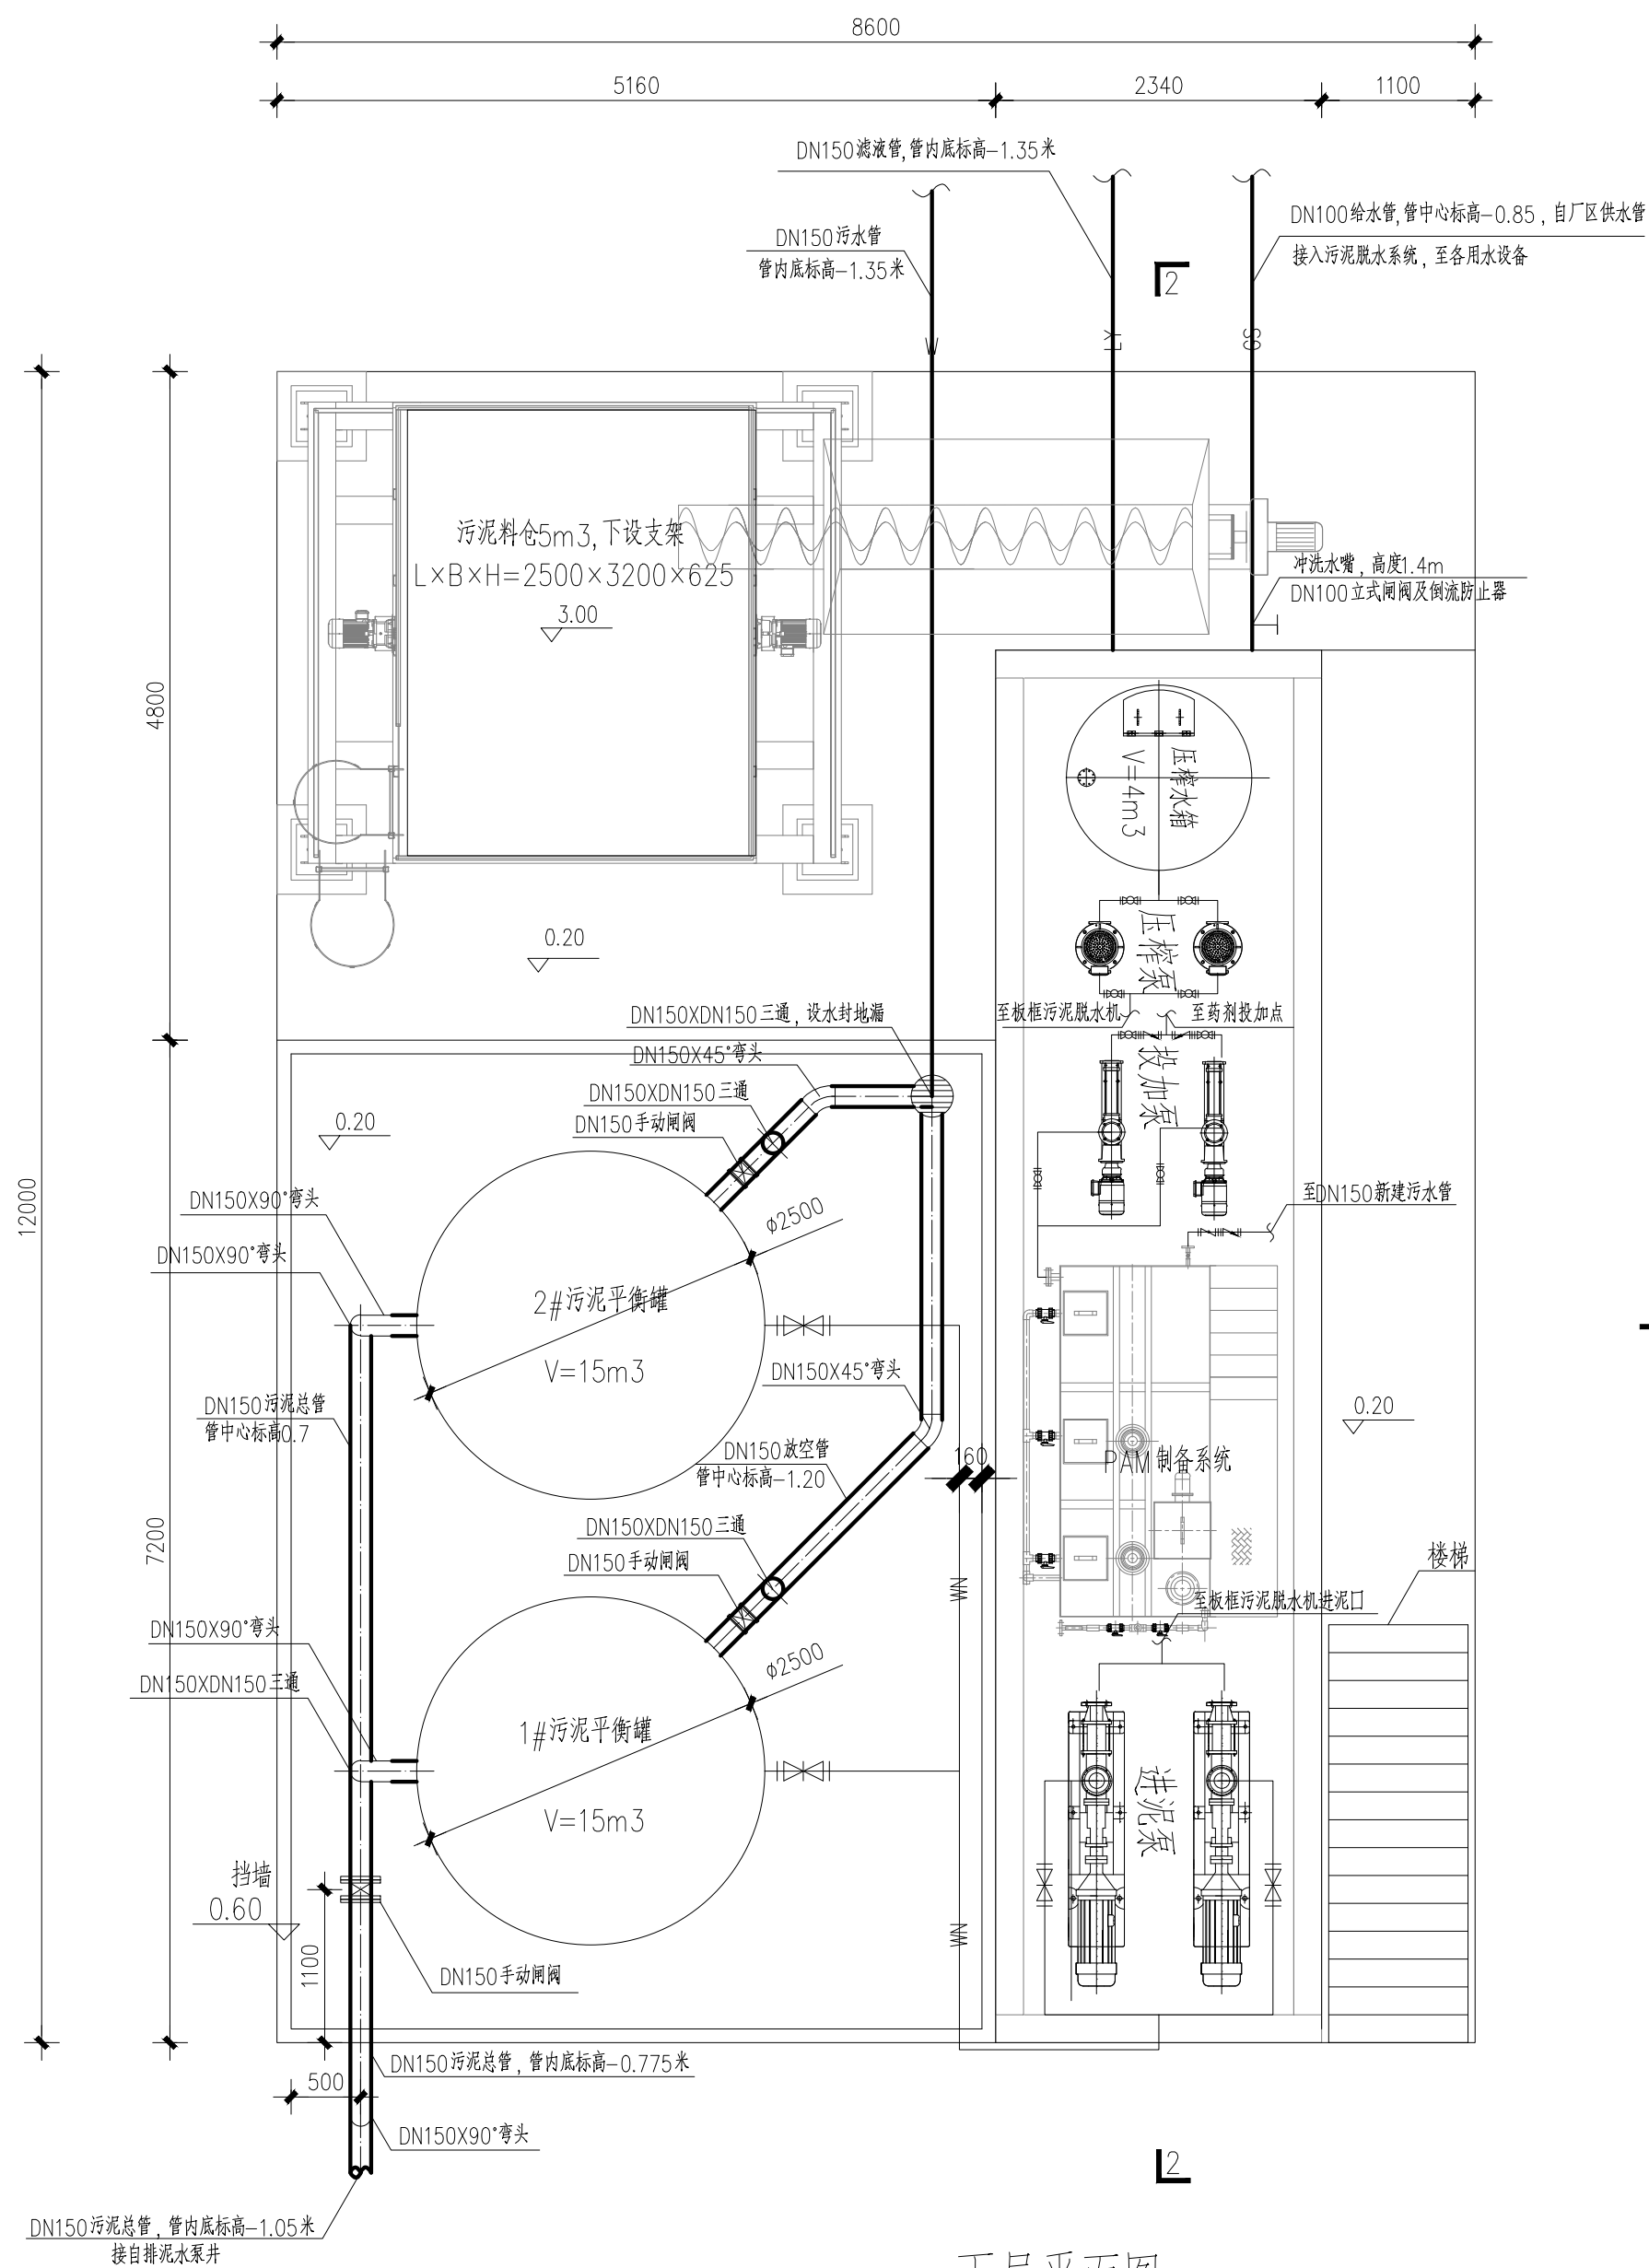 8600
5160
2340
1100
DN150滤液管,管内底标高-1.35米
DN150污水管
管内底标高-1.35米
DN100给水管,管中心标高-0.85，自厂区供水管
接入污泥脱水系统，至各用水设备
2
W
LY
GS
污泥料仓5m3,下设支架
L×B×H=2500×3200×625
3.00
冲洗水嘴，高度1.4m
DN100立式闸阀及倒流防止器
4800
压榨水箱
V=4m3
压榨泵
0.20
至板框污泥脱水机
至药剂投加点
投加泵
DN150XDN150三通，设水封地漏
DN150X45°弯头
DN150XDN150三通
DN150手动闸阀
0.20
12000
DN150X90°弯头
DN150X90°弯头
φ2500
至DN150新建污水管
2#污泥平衡罐
V=15m3
DN150X45°弯头
DN150污泥总管
管中心标高0.7
0.20
DN150放空管
管中心标高-1.20
160
PAM制备系统
7200
DN150XDN150三通
DN150手动闸阀
NW
楼梯
至板框污泥脱水机进泥口
DN150X90°弯头
DN150XDN150三通
φ2500
1#污泥平衡罐
V=15m3
进泥泵
挡墙
0.60
NW
1100
DN150手动闸阀
DN150污泥总管，管内底标高-0.775米
500
DN150X90°弯头
2
DN150污泥总管，管内底标高-1.05米
接自排泥水泵井